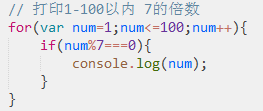 // 打印1-100以内 7的倍数
for(var num=1;num<=100;num++){
    if(num%7===0){
        console.log(num);
    }
}